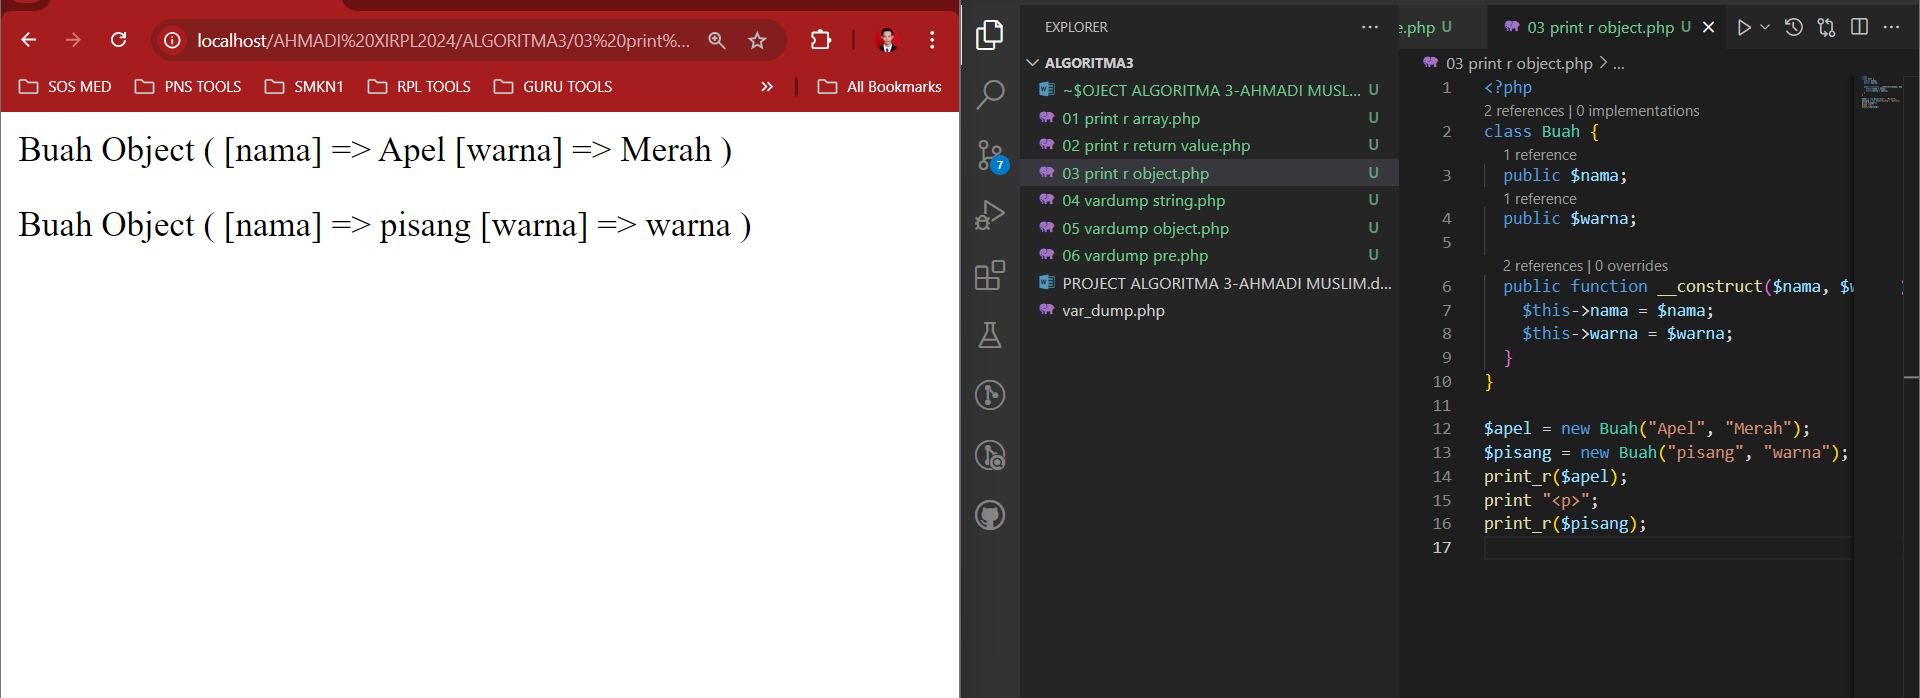 localhost/AHMADI%20XIRPL2024/ALGORITMA3/03%20print%...
SOS MED
PNS TOOLS
SMKN1
RPL TOOLS
GURU TOOLS
»
All Bookmarks
Buah Object ( [nama] => Apel [warna] => Merah )
Buah Object ( [nama] => pisang [warna] => warna )
7
EXPLORER
ALGORITMA3
~$OJECT ALGORITMA 3-AHMADI MUSL... U
01 print r array.php U
02 print r return value.php U
03 print r object.php U
04 vardump string.php U
05 vardump object.php U
06 vardump pre.php U
PROJECT ALGORITMA 3-AHMADI MUSLIM.d...
var_dump.php
e.php U
03 print r object.php U
03 print r object.php > ...
1 <?php
2 references | 0 implementations
2 class Buah {
1 reference
3 public $nama;
1 reference
4 public $warna;
5
2 references | 0 overrides
6 public function __construct($nama, $w
7 $this->nama = $nama;
8 $this->warna = $warna;
9 }
10 }
11
12 $apel = new Buah("Apel", "Merah");
13 $pisang = new Buah("pisang", "warna");
14 print_r($apel);
15 print "<p>";
16 print_r($pisang);
17